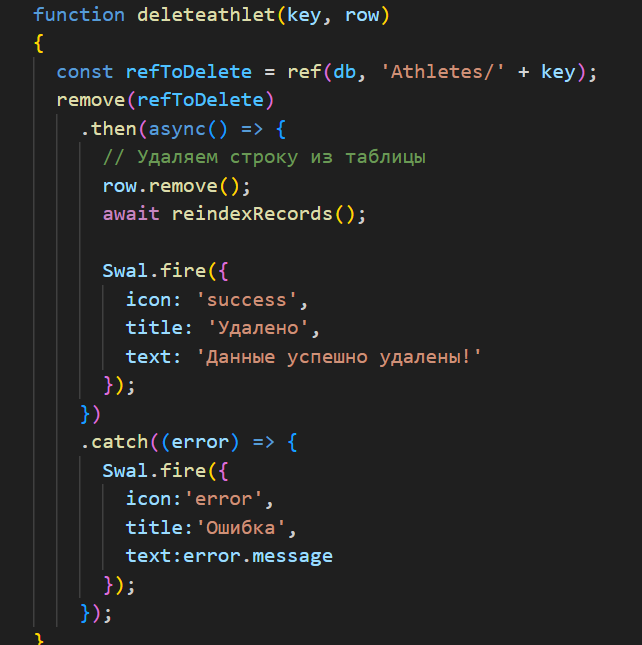 function deleteathlet(key, row)
{
const refToDelete = ref(db, 'Athletes/' + key);
remove(refToDelete)
.then(async() => {
// Удаляем строку из таблицы
row.remove();
await reindexRecords();
Swal.fire({
icon: 'success',
title: 'Удалено',
text: 'Данные успешно удалены!'
});
})
.catch((error) => {
Swal.fire({
icon:'error',
title:'Ошибка',
text:error.message
});
});
}